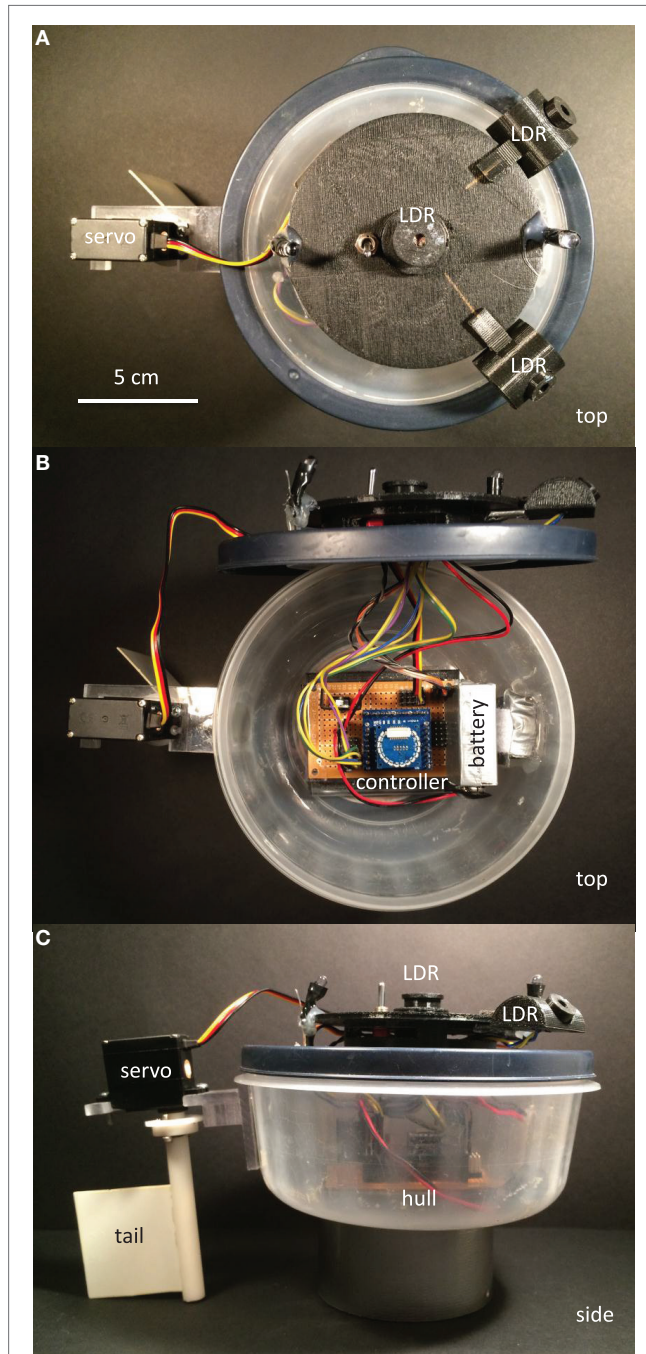 A
LDR
servo
LDR
LDR
5 cm
top
B
battery
controller
top
C
LDR
LDR
servo
hull
tail
side